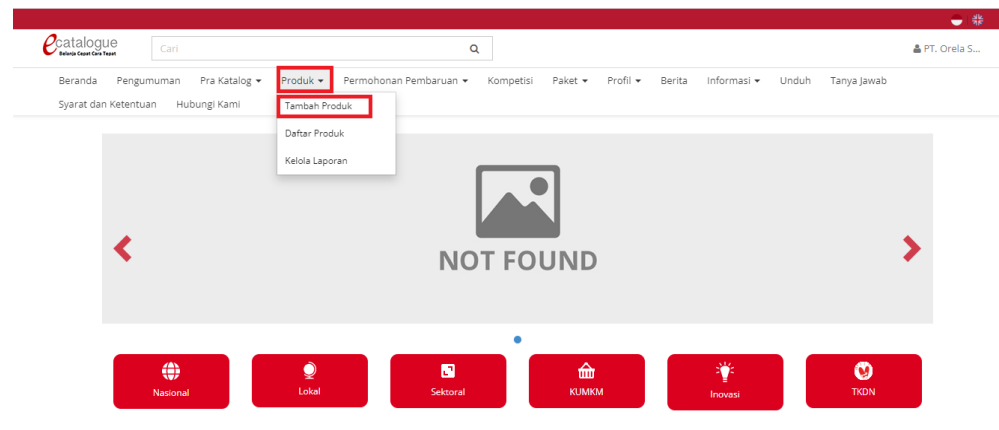 ecatalogue
Belanja Cepat Cara Tepat
Cari
PT. Orela S...
Beranda Pengumuman Pra Katalog Produk Permohonan Pembaruan Kompetisi Paket Profil Berita Informasi Unduh Tanya Jawab
Syarat dan Ketentuan Hubungi Kami
Tambah Produk
Daftar Produk
Kelola Laporan
NOT FOUND
Nasional Lokal Sektoral KUMKM Inovasi TKDN